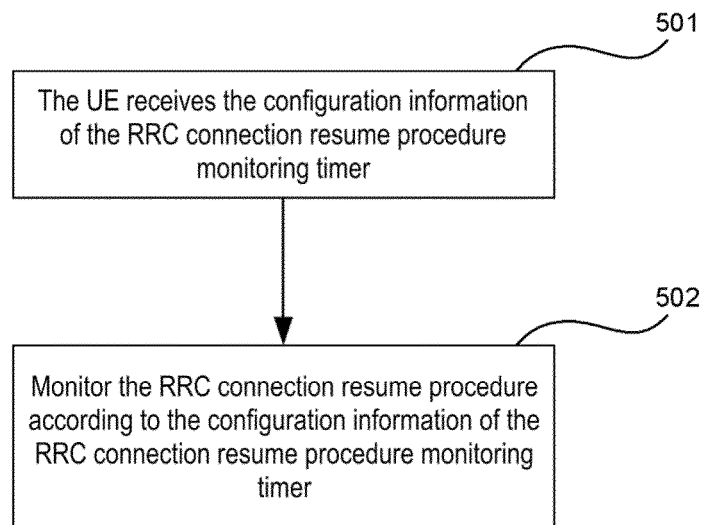 501
The UE receives the configuration information
of the RRC connection resume procedure
monitoring timer
502
Monitor the RRC connection resume procedure
according to the configuration information of the
RRC connection resume procedure monitoring
timer